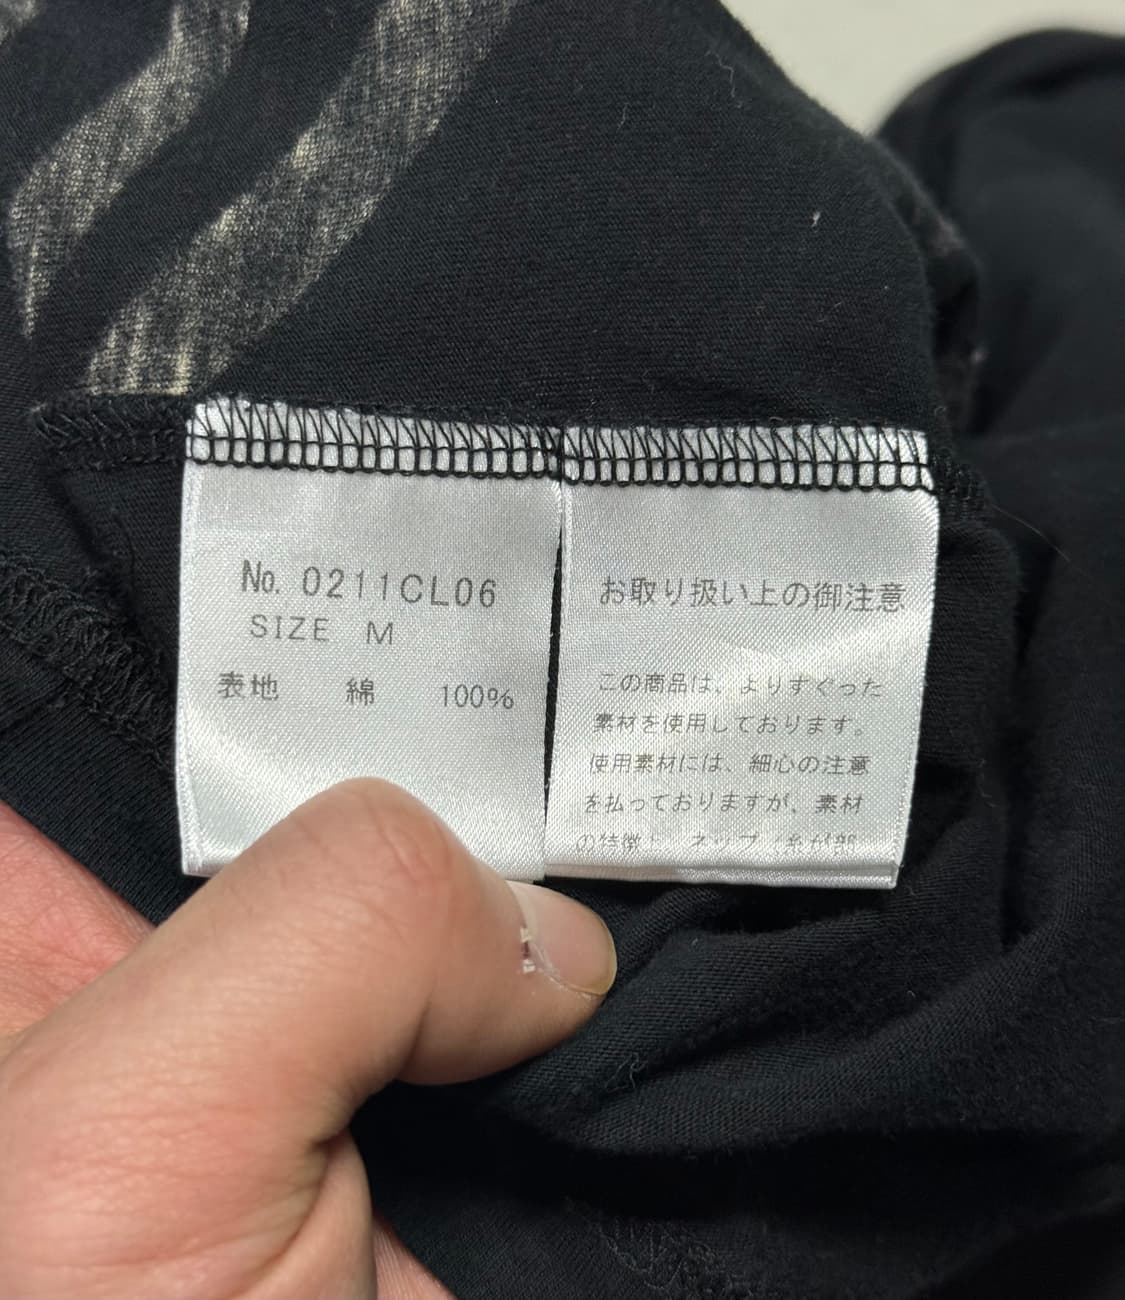 No. 0211CL06
SIZE M
表地 綿 100%
お取り扱い上の御注意
この商品は、よりすぐった
素材を使用しております。
使用素材には、細心の注意
を払っておりますが、素材
の特徴